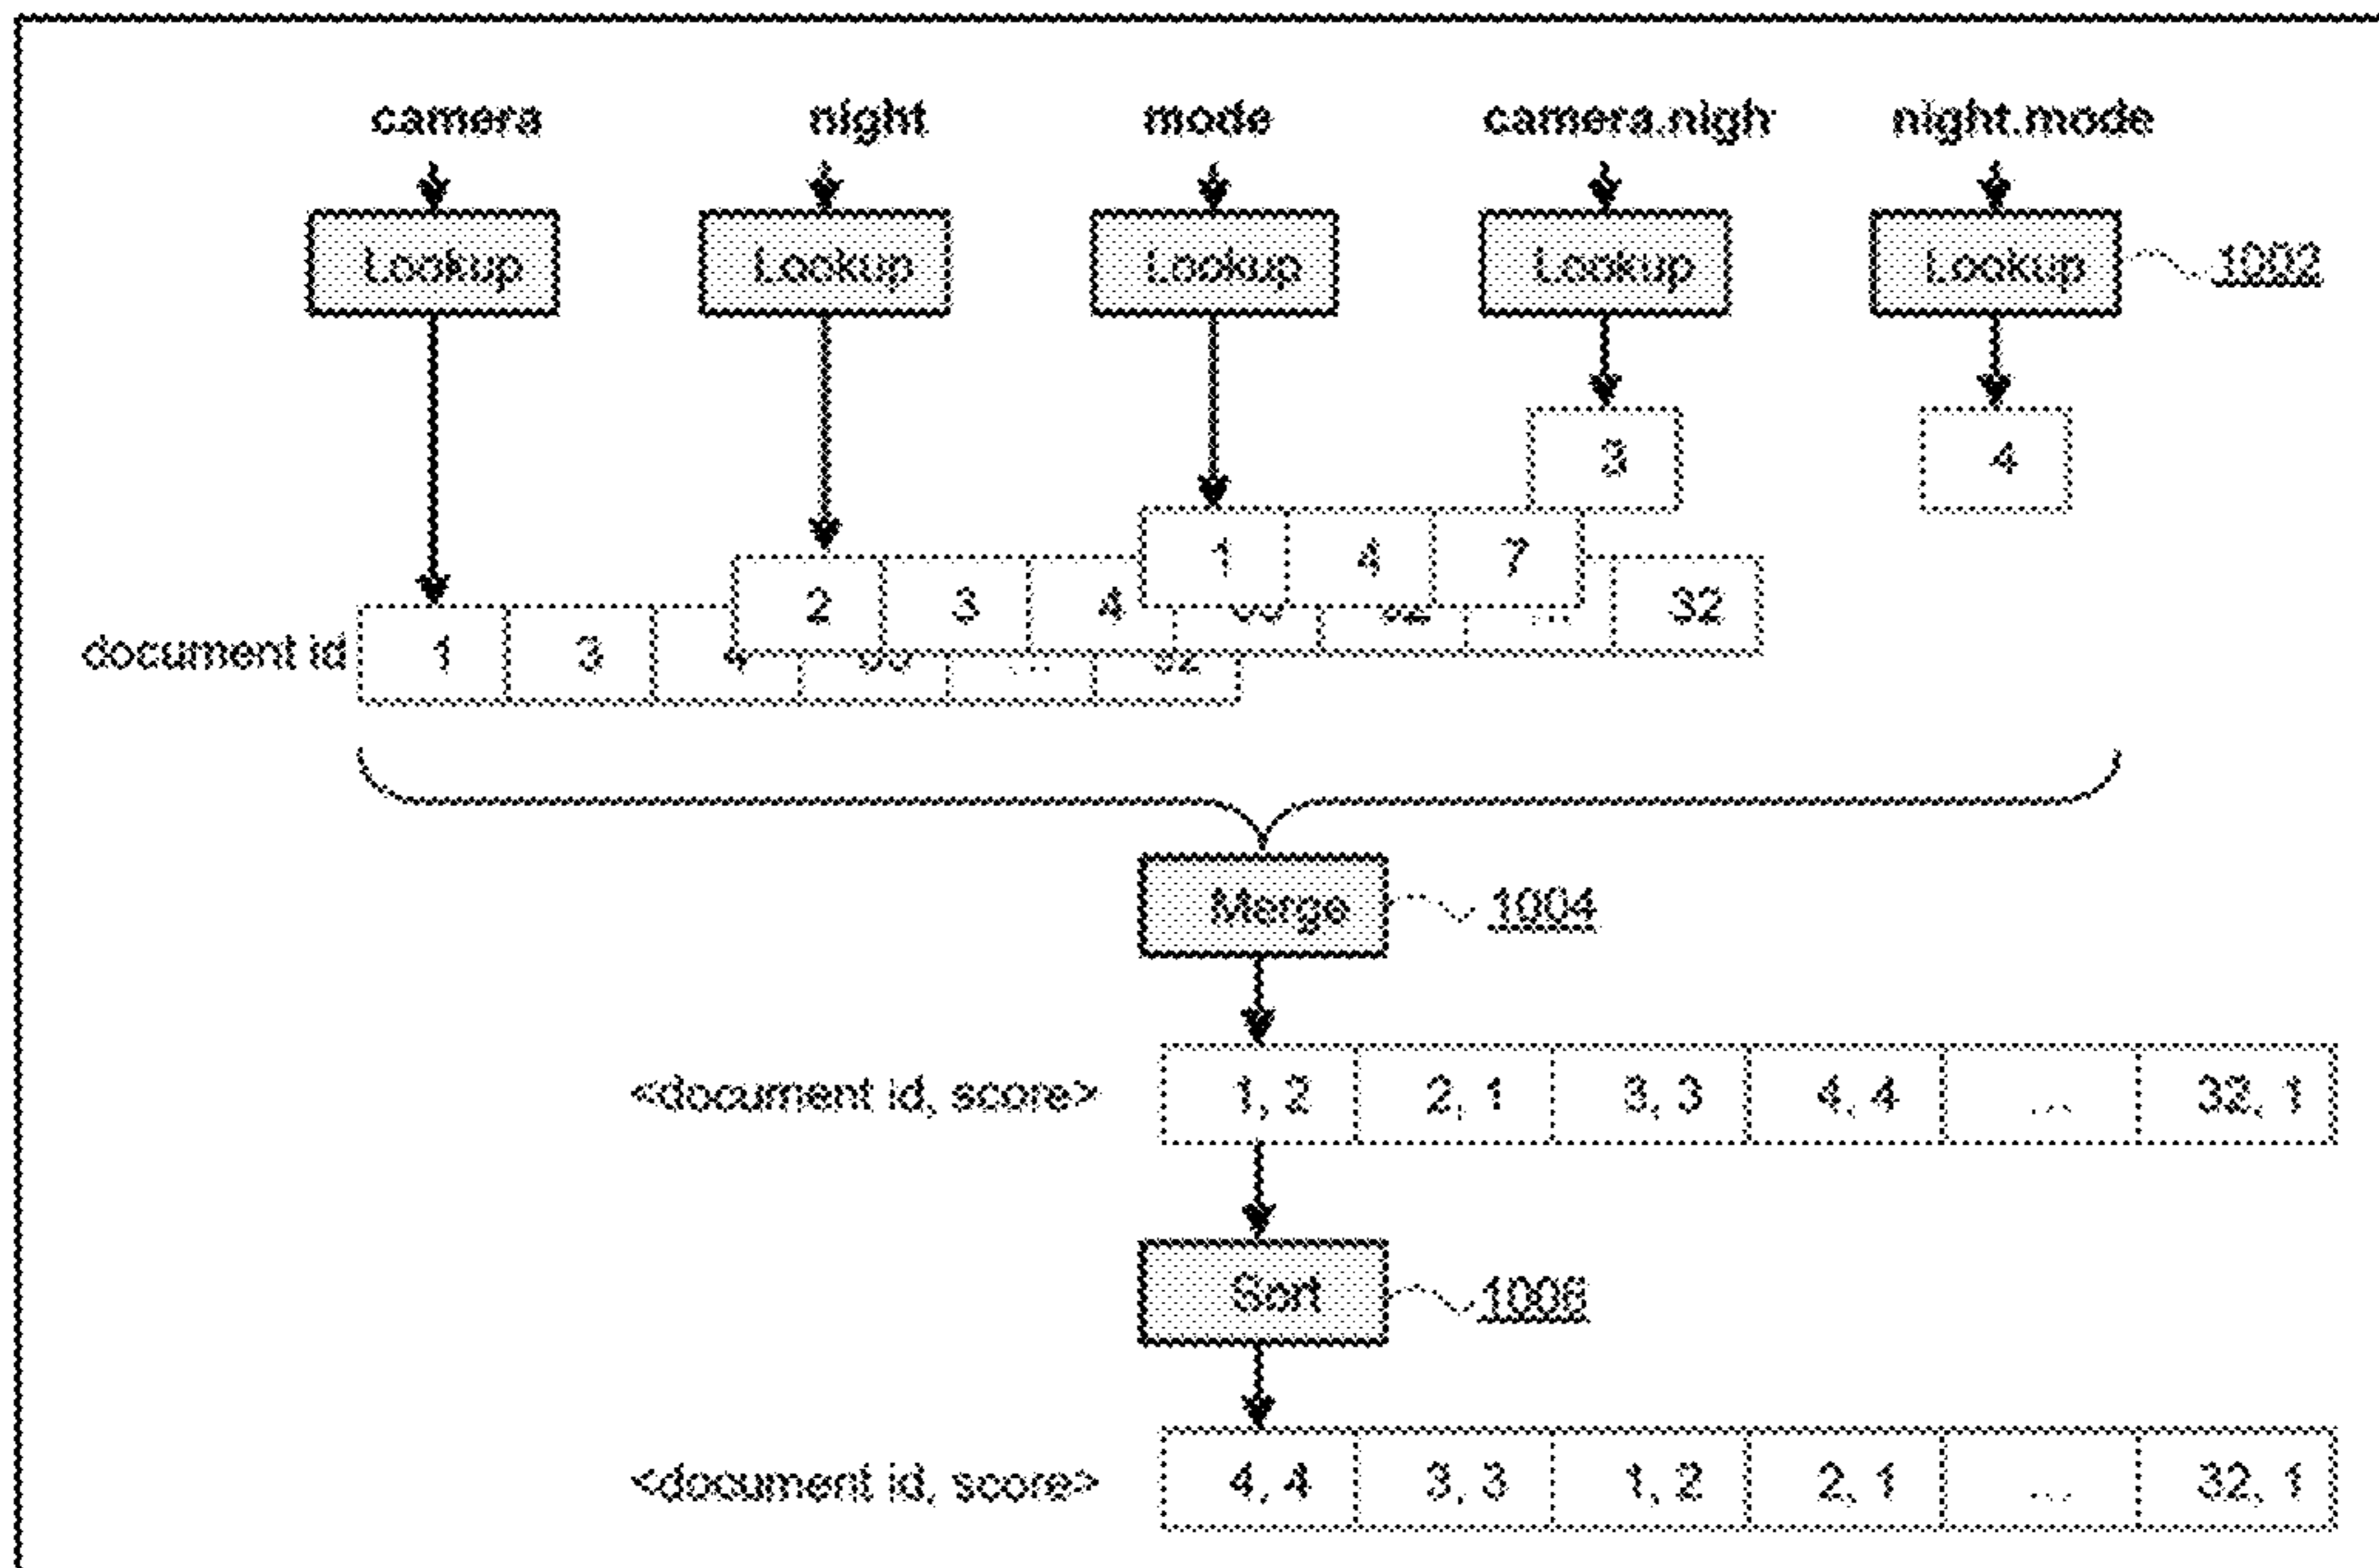 camera night mode camera.nigh night.mode
Lookup Lookup Lookup Lookup Lookup 1002
3 4
1 4 7
2 3 4 32
document id 1 3
Merge 1004
<document id, score> 1, 2 2, 1 3, 3 4, 4 ... 32, 1
Sort 1006
<document id, score> 4, 4 3, 3 1, 2 2, 1 ... 32, 1